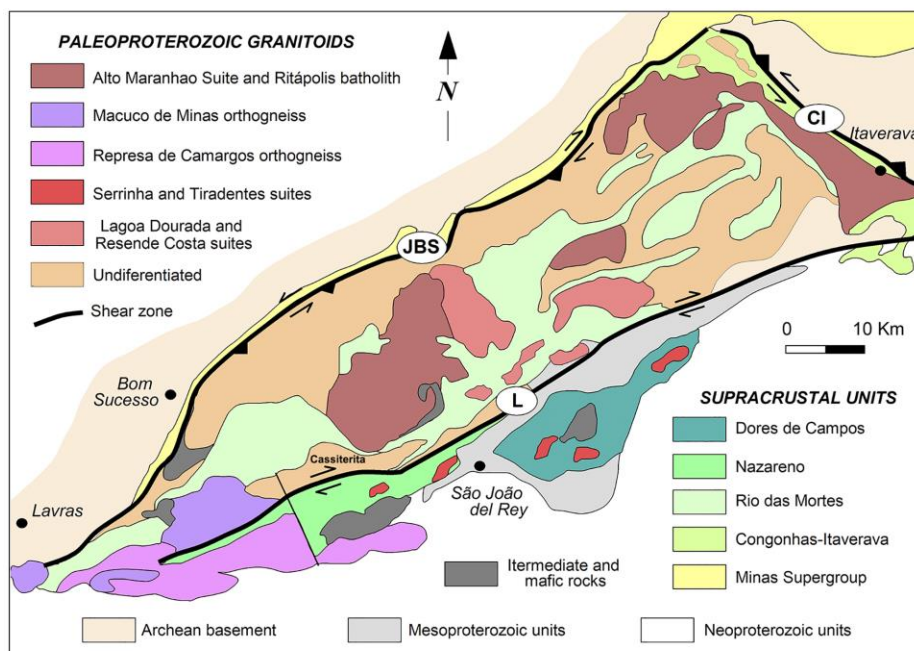 PALEOPROTEROZOIC GRANITOIDS
Alto Maranhao Suite and Ritápolis batholith
Macuco de Minas orthogneiss
Represa de Camargos orthogneiss
Serrinha and Tiradentes suites
Lagoa Dourada and
Resende Costa suites
Undiferentiated
Shear zone
N
CI
Itaverava
JBS
0 10 Km
Bom
Sucesso
L
Cassiterita
Lavras
São João
del Rey
SUPRACRUSTAL UNITS
Dores de Campos
Nazareno
Rio das Mortes
Congonhas-Itaverava
Minas Supergroup
Itermediate and
mafic rocks
Archean basement
Mesoproterozoic units
Neoproterozoic units